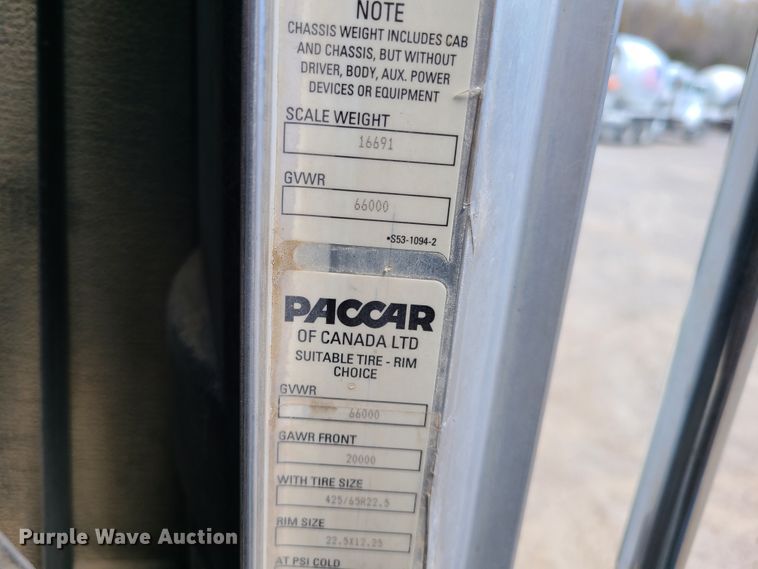 NOTE
CHASSIS WEIGHT INCLUDES CAB
AND CHASSIS, BUT WITHOUT
DRIVER, BODY, AUX. POWER
DEVICES OR EQUIPMENT
SCALE WEIGHT
16691
GVWR
66000
•S53-1094-2
PACCAR
OF CANADA LTD
SUITABLE TIRE - RIM
CHOICE
GVWR
66000
GAWR FRONT
20000
WITH TIRE SIZE
425/65R22.5
RIM SIZE
22.5X12.25
AT PSI COLD
Purple Wave Auction